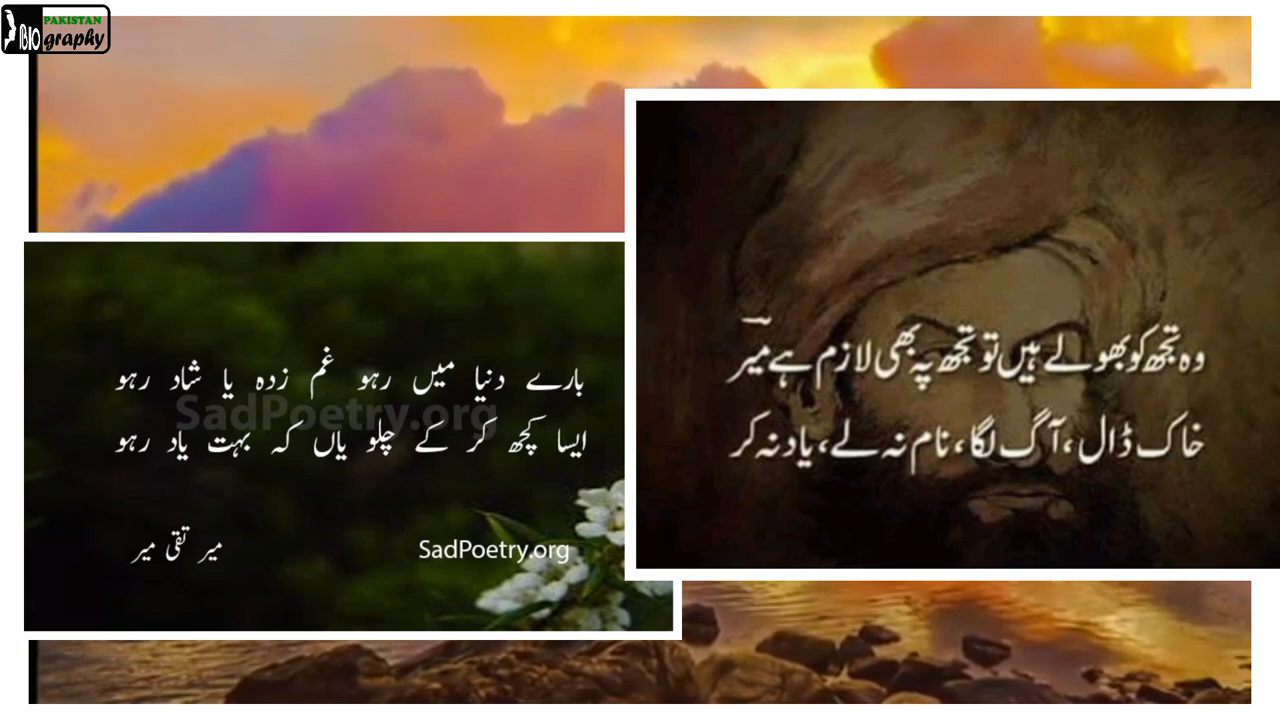 PAKISTAN
BIOgraphy
بارے دنیا میں رہو غم زدہ یا شاد رہو
ایسا کچھ کر کے چلو یاں کہ بہت یاد رہو
SadPoetry.org
میر تقی میر
SadPoetry.org
وہ تجھ کو بھولے ہیں تو تجھ پہ بھی لازم ہے میرؔ
خاک ڈال، آگ لگا، نام نہ لے، یاد نہ کر